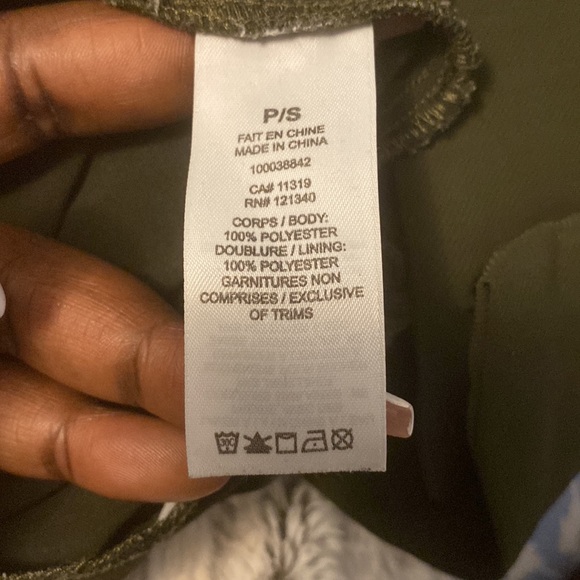 P/S
FAIT EN CHINE
MADE IN CHINA
100038842
CA# 11319
RN# 121340
CORPS / BODY:
100% POLYESTER
DOUBLURE / LINING:
100% POLYESTER
GARNITURES NON
COMPRISES / EXCLUSIVE
OF TRIMS
30C